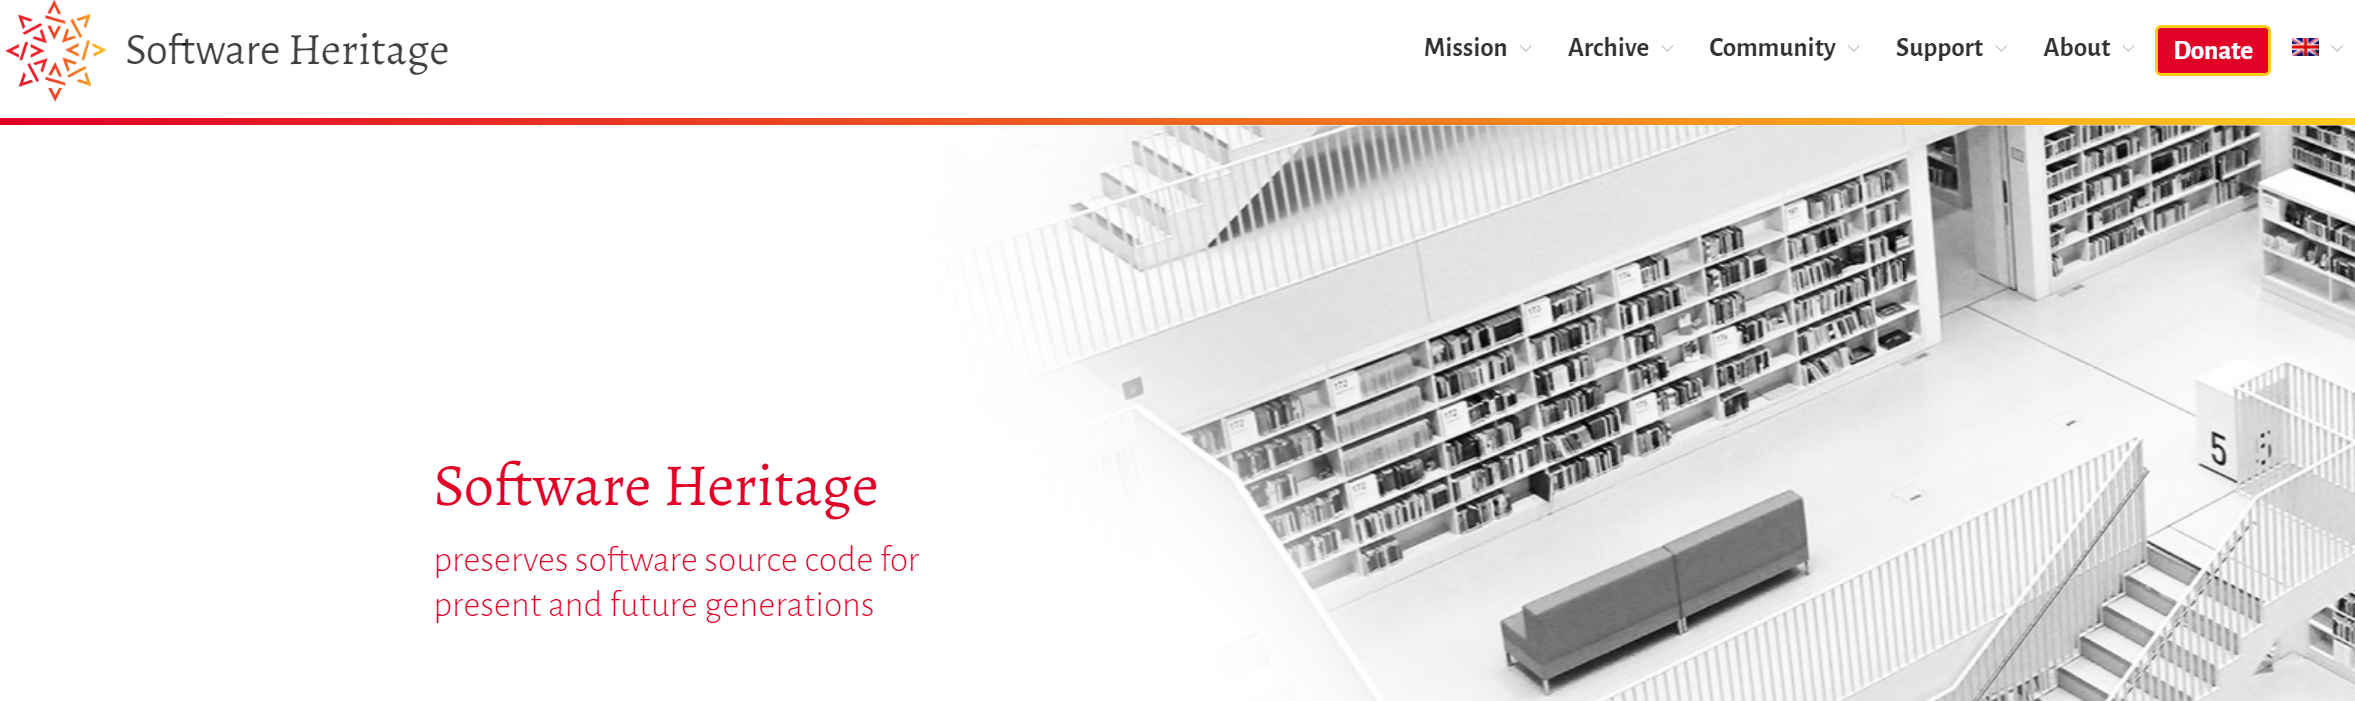 Software Heritage
Mission Archive Community Support About Donate
Software Heritage
preserves software source code for
present and future generations
5